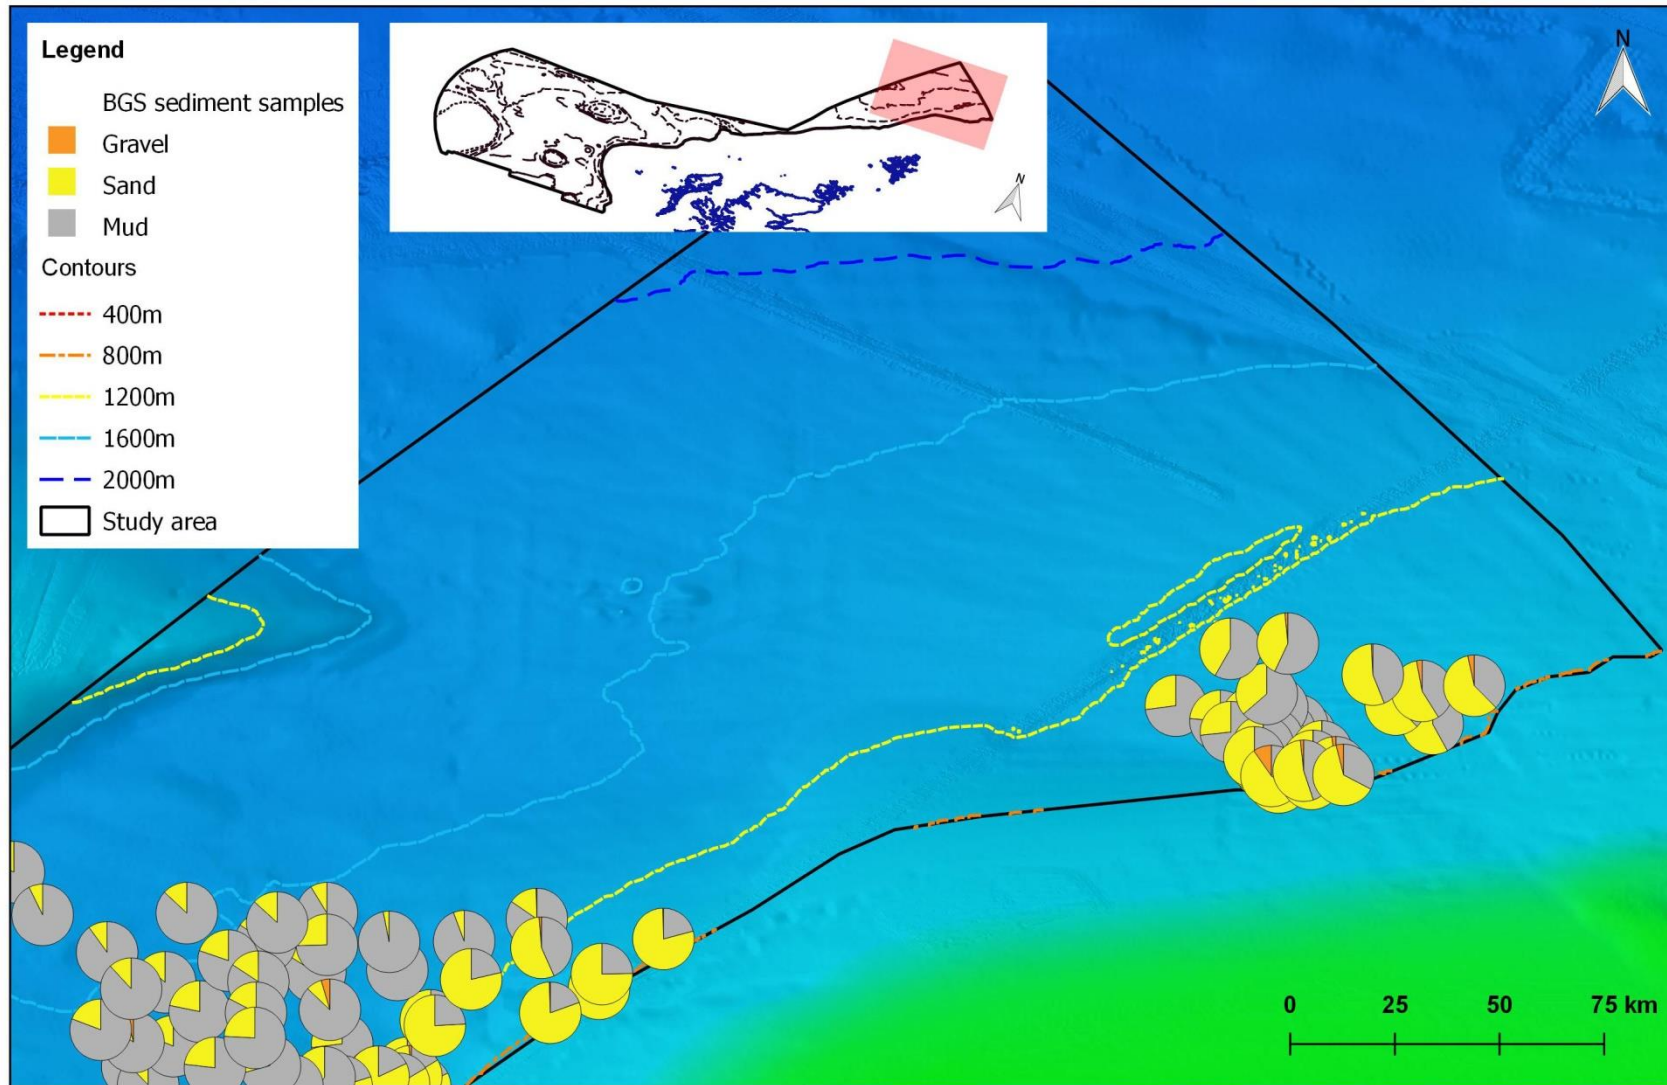 Legend
BGS sediment samples
Gravel
Sand
Mud
Contours
400m
800m
1200m
1600m
2000m
Study area
N
N
0 25 50 75 km